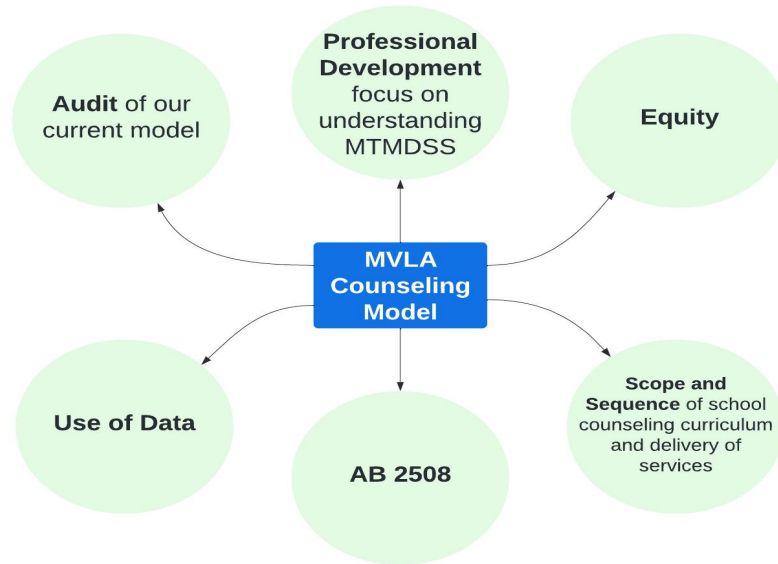 Audit of our
current model
Professional
Development
focus on
understanding
MTMDSS
Equity
MVLA
Counseling
Model
Use of Data
AB 2508
Scope and
Sequence of school
counseling curriculum
and delivery of
services